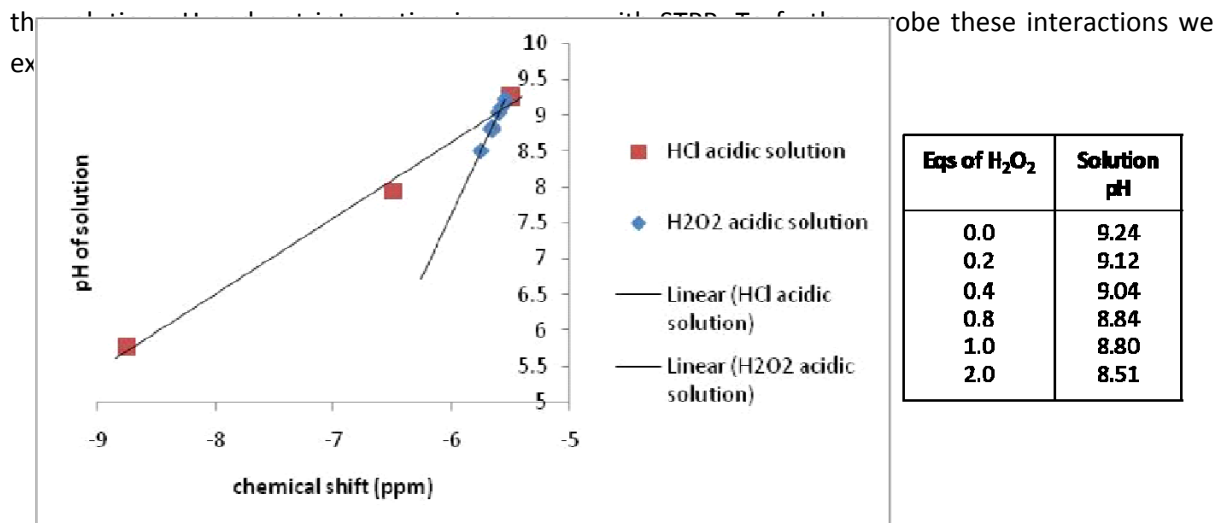 th
robe these interactions we
ex
10
9.5
9
8.5
8
7.5
7
6.5
6
5.5
5
pH of solution
-9 -8 -7 -6 -5
chemical shift (ppm)
HCl acidic solution
H2O2 acidic solution
Linear (HCl acidic
solution)
Linear (H2O2 acidic
solution)
Eqs of H₂O₂ Solution
pH
0.0 9.24
0.2 9.12
0.4 9.04
0.8 8.84
1.0 8.80
2.0 8.51